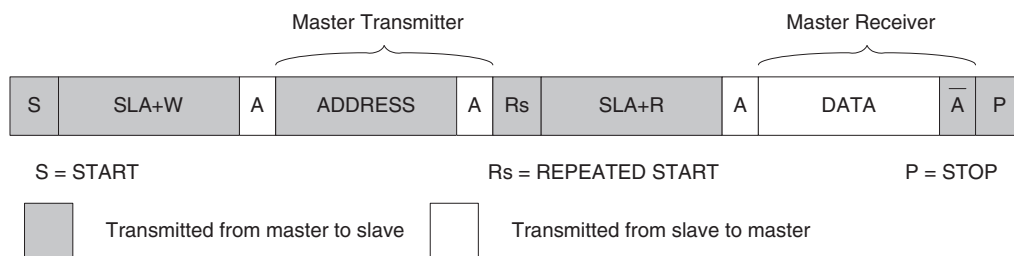 Master Transmitter Master Receiver
S SLA+W A ADDRESS A Rs SLA+R A DATA A̅ P
S = START Rs = REPEATED START P = STOP
Transmitted from master to slave Transmitted from slave to master